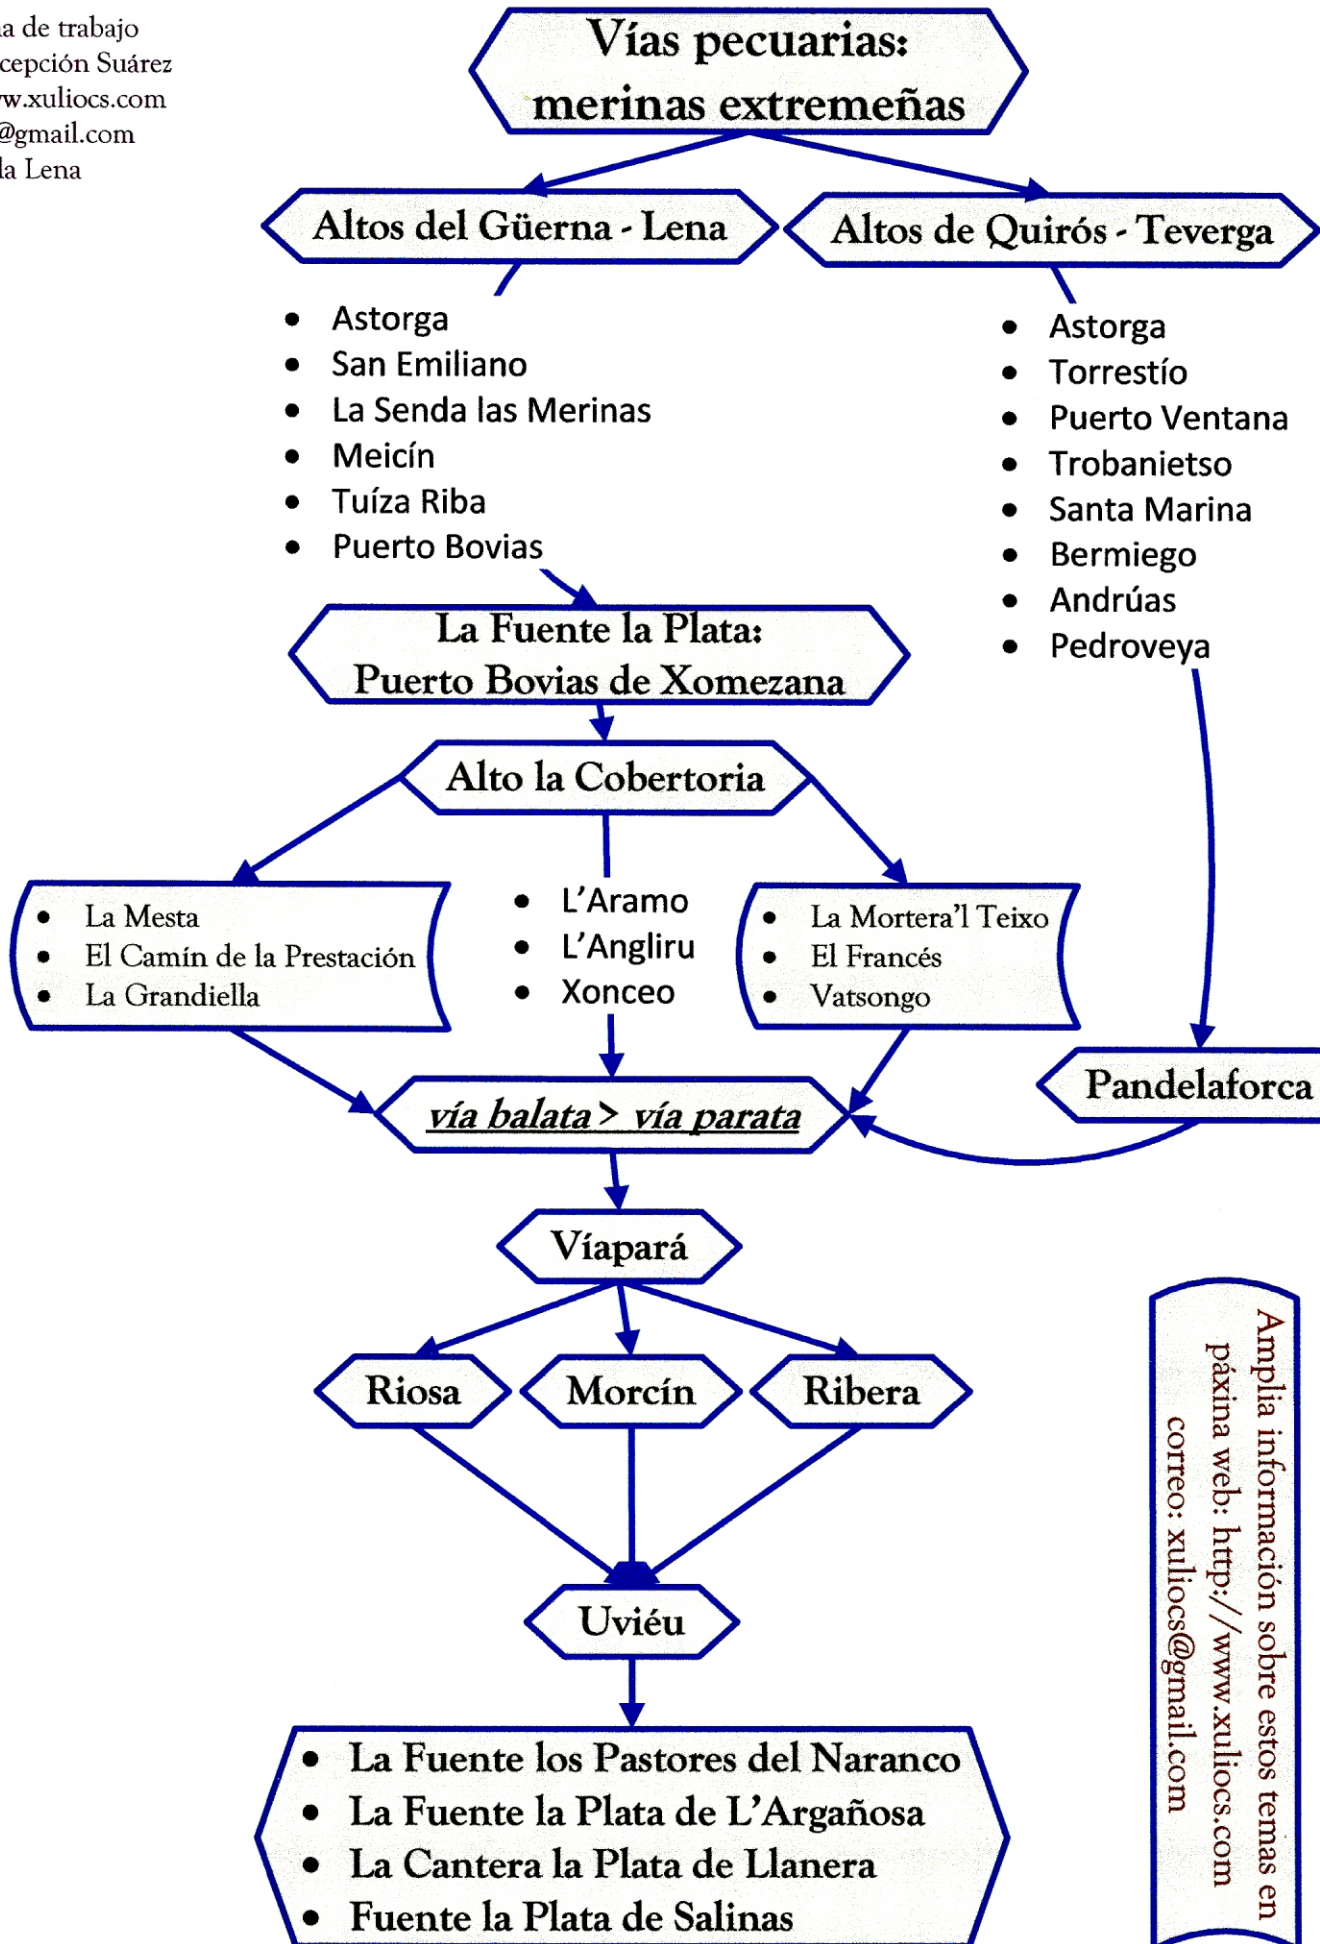 de trabajo
Suárez
www.xuliocs.com
@gmail.com
Lena
Vías pecuarias:
merinas extremeñas
Altos del Güerna - Lena
Altos de Quirós - Teverga
• Astorga
• San Emiliano
• La Senda las Merinas
• Meicín
• Tuíza Riba
• Puerto Bovias
• Astorga
• Torrestío
• Puerto Ventana
• Trobanietso
• Santa Marina
• Bermiego
• Andrúas
• Pedroveya
La Fuente la Plata:
Puerto Bovias de Xomezana
Alto la Cobertoria
• La Mesta
• El Camín de la Prestación
• La Grandiella
• L'Aramo
• L'Angliru
• Xonceo
• La Mortera'l Teixo
• El Francés
• Vatsongo
Pandelaforca
vía balata > vía parata
Víapará
Riosa
Morcín
Ribera
Uviéu
• La Fuente los Pastores del Naranco
• La Fuente la Plata de L'Argañosa
• La Cantera la Plata de Llanera
• Fuente la Plata de Salinas
Amplia información sobre estos temas en
páxina web: http://www.xuliocs.com
correo: xuliocs@gmail.com